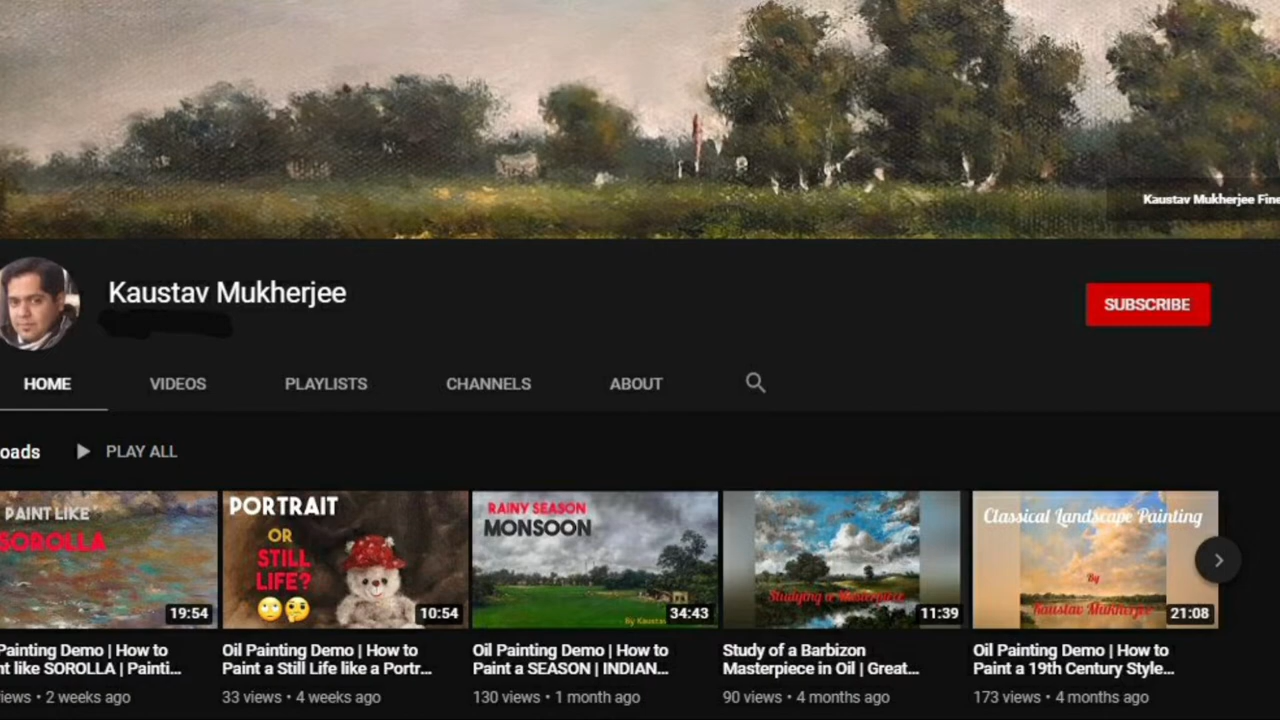 Kaustav Mukherjee Fine
Kaustav Mukherjee
SUBSCRIBE
HOME VIDEOS PLAYLISTS CHANNELS ABOUT
oads PLAY ALL
PAINT LIKE
SOROLLA
19:54
PORTRAIT
OR
STILL
LIFE?
10:54
RAINY SEASON
MONSOON
By Kaustav
34:43
Studying a Masterpiece
11:39
Classical Landscape Painting
By
Kaustav Mukherjee
21:08
Painting Demo | How to
nt like SOROLLA | Painti...
iews • 2 weeks ago
Oil Painting Demo | How to
Paint a Still Life like a Portr...
33 views • 4 weeks ago
Oil Painting Demo | How to
Paint a SEASON | INDIAN...
130 views • 1 month ago
Study of a Barbizon
Masterpiece in Oil | Great...
90 views • 4 months ago
Oil Painting Demo | How to
Paint a 19th Century Style...
173 views • 4 months ago